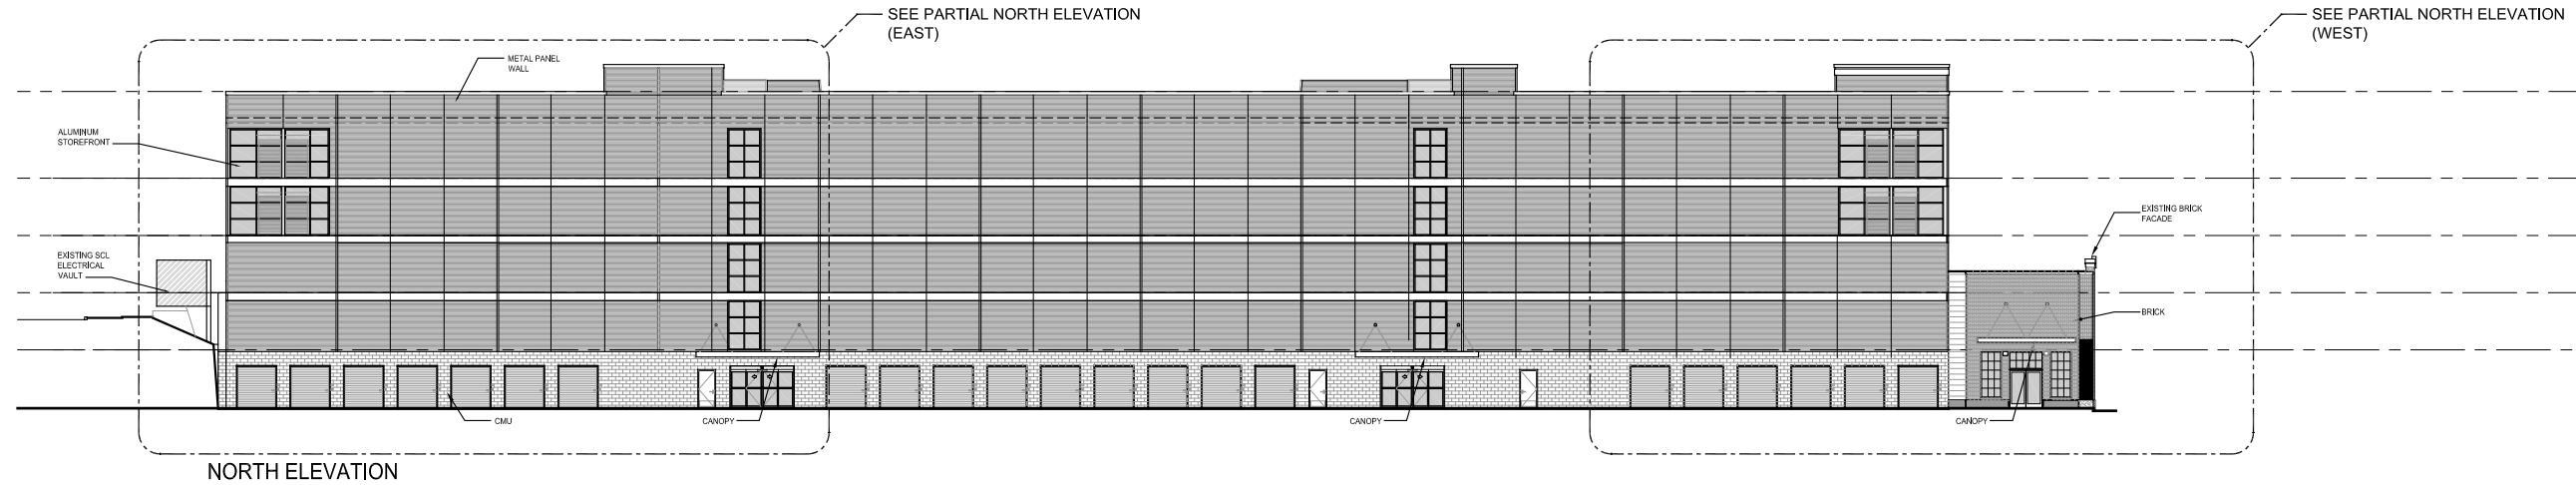 SEE PARTIAL NORTH ELEVATION
(EAST)
SEE PARTIAL NORTH ELEVATION
(WEST)
METAL PANEL
WALL
ALUMINUM
STOREFRONT
EXISTING BRICK
FACADE
EXISTING SCL
ELECTRICAL
VAULT
BRICK
CMU
CANOPY
CANOPY
CANOPY
NORTH ELEVATION